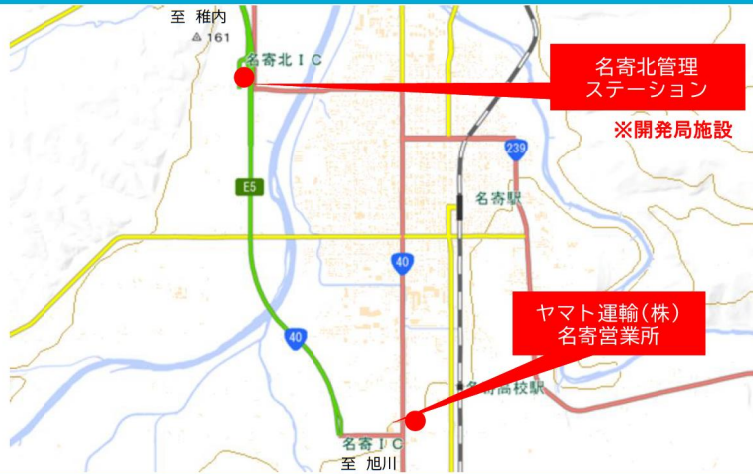 至 稚内
161
名寄北IC
名寄北管理
ステーション
※開発局施設
239
E5
名寄駅
40
ヤマト運輸(株)
名寄営業所
40
名寄高校駅
名寄IC
至 旭川